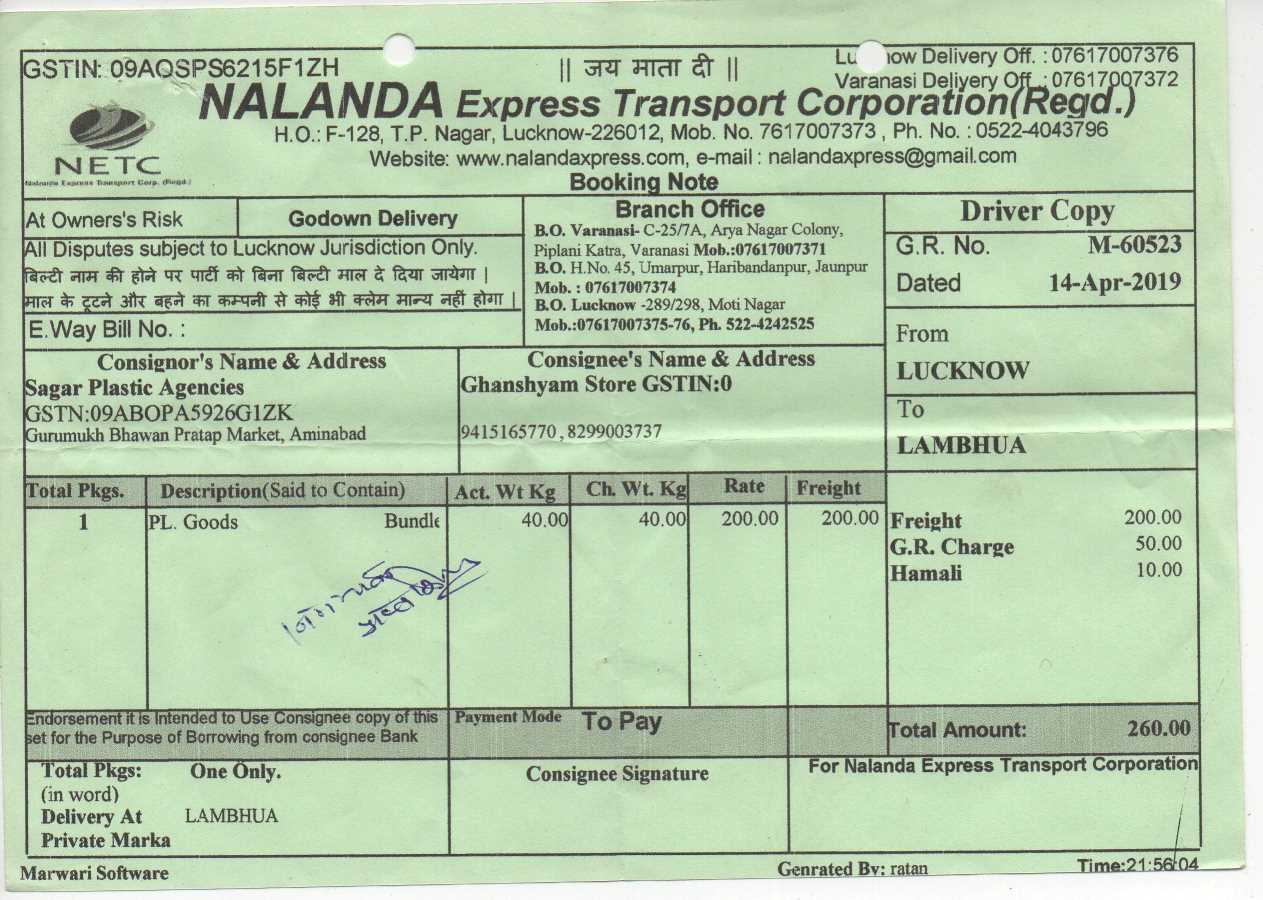 GSTIN: 09AQSPS6215F1ZH
|| जय माता दी ||
Lucknow Delivery Off. : 07617007376
Varanasi Delivery Off. : 07617007372
NALANDA Express Transport Corporation(Regd.)
H.O.: F-128, T.P. Nagar, Lucknow-226012, Mob. No. 7617007373 , Ph. No. : 0522-4043796
Website: www.nalandaxpress.com, e-mail : nalandaxpress@gmail.com
NETC
Nalanda Express Transport Corp. (Regd.)
Booking Note
At Owners's Risk
Godown Delivery
All Disputes subject to Lucknow Jurisdiction Only.
बिल्टी नाम की होने पर पार्टी को बिना बिल्टी माल दे दिया जायेगा |
माल के टूटने और बहने का कम्पनी से कोई भी क्लेम मान्य नहीं होगा |
E.Way Bill No. :
Branch Office
B.O. Varanasi- C-25/7A, Arya Nagar Colony,
Piplani Katra, Varanasi Mob.:07617007371
B.O. H.No. 45, Umarpur, Haribandanpur, Jaunpur
Mob. : 07617007374
B.O. Lucknow -289/298, Moti Nagar
Mob.:07617007375-76, Ph. 522-4242525
Driver Copy
G.R. No. M-60523
Dated 14-Apr-2019
From
LUCKNOW
To
LAMBHUA
Consignor's Name & Address
Sagar Plastic Agencies
GSTN:09ABOPA5926G1ZK
Gurumukh Bhawan Pratap Market, Aminabad
Consignee's Name & Address
Ghanshyam Store GSTIN:0
9415165770 , 8299003737
Total Pkgs. Description(Said to Contain) Act. Wt Kg Ch. Wt. Kg Rate Freight
1 PL. Goods Bundle 40.00 40.00 200.00 200.00
Freight 200.00
G.R. Charge 50.00
Hamali 10.00
Endorsement it is Intended to Use Consignee copy of this
set for the Purpose of Borrowing from consignee Bank
Payment Mode To Pay
Total Amount: 260.00
Total Pkgs: One Only.
(in word)
Delivery At LAMBHUA
Private Marka
Consignee Signature
For Nalanda Express Transport Corporation
Marwari Software
Genrated By: ratan
Time:21:56:04